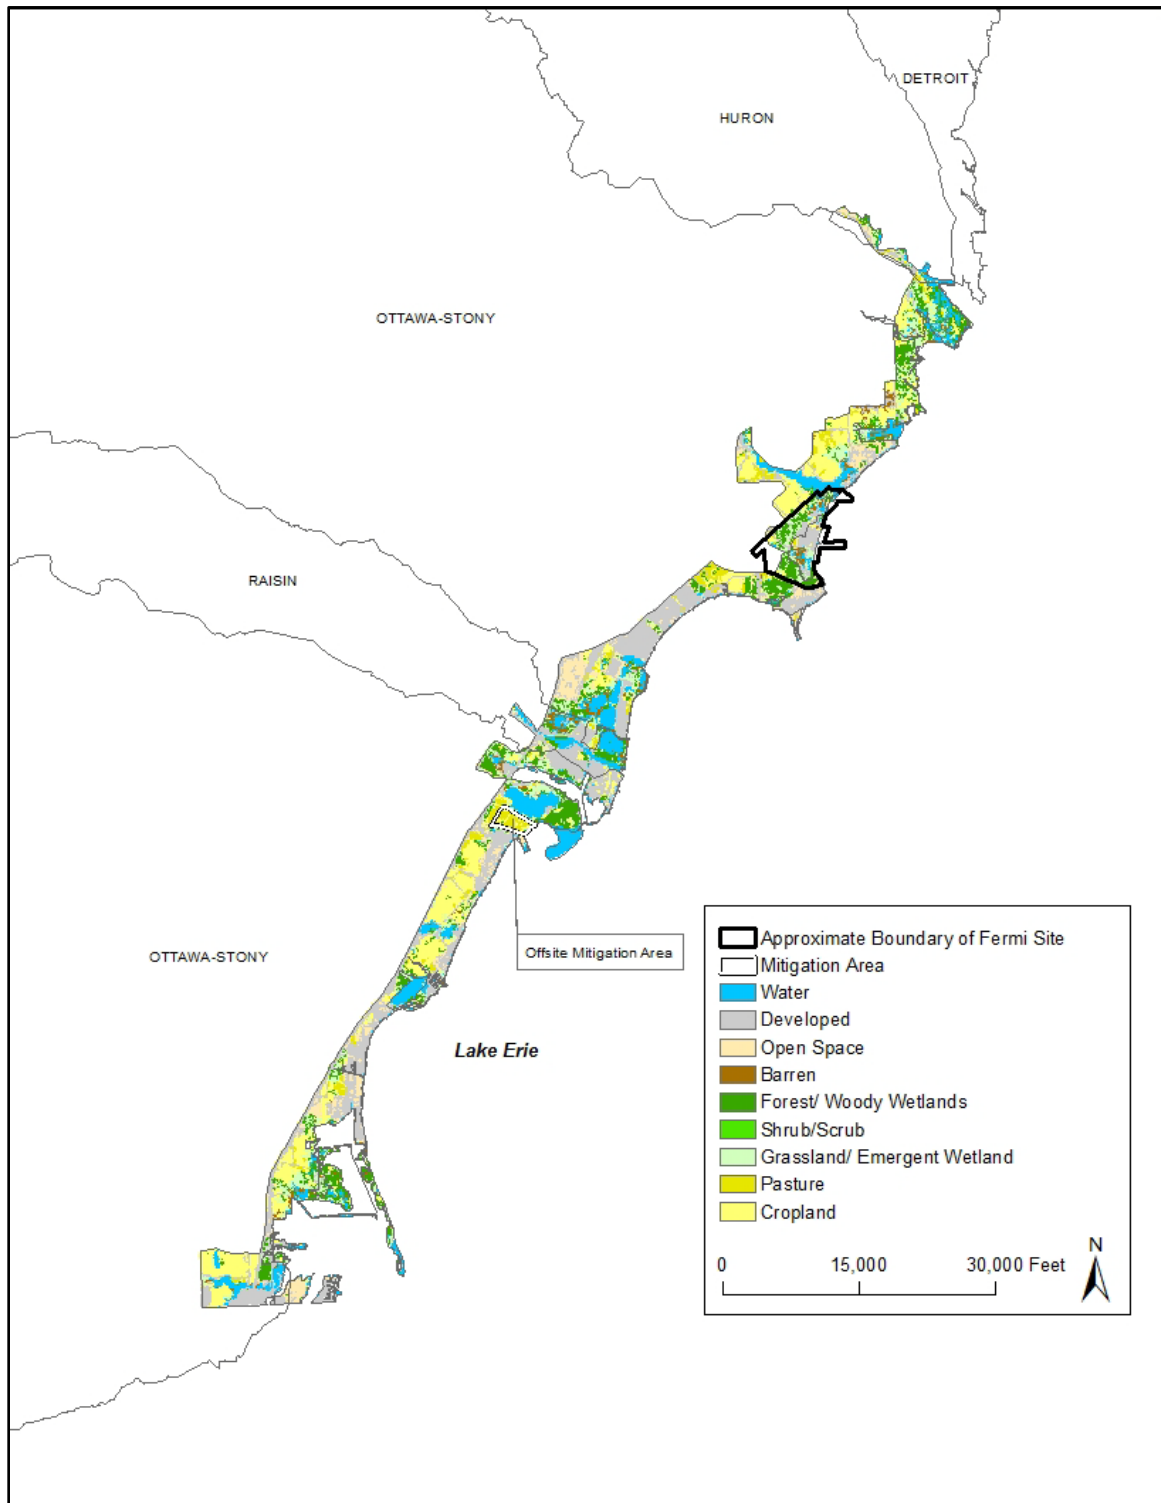 DETROIT
HURON
OTTAWA-STONY
RAISIN
OTTAWA-STONY
Offsite Mitigation Area
Lake Erie
Approximate Boundary of Fermi Site
Mitigation Area
Water
Developed
Open Space
Barren
Forest/ Woody Wetlands
Shrub/Scrub
Grassland/ Emergent Wetland
Pasture
Cropland
N
0 15,000 30,000 Feet